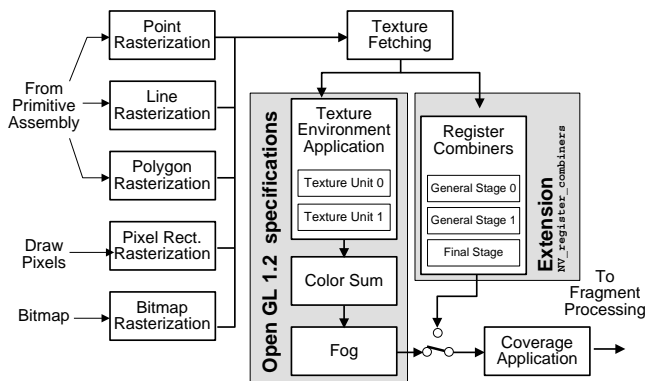 Point
Rasterization
Texture
Fetching
From
Primitive
Assembly
Line
Rasterization
Polygon
Rasterization
Draw
Pixels
Pixel Rect.
Rasterization
Bitmap
Bitmap
Rasterization
Open GL 1.2 specifications
Texture
Environment
Application
Texture Unit 0
Texture Unit 1
Color Sum
Fog
Register
Combiners
General Stage 0
General Stage 1
Final Stage
Extension
NV_register_combiners
Coverage
Application
To
Fragment
Processing